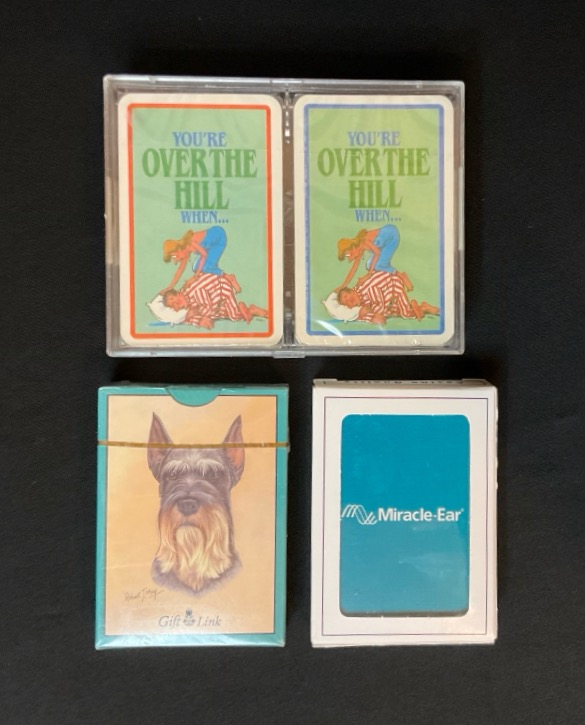 YOU'RE
OVER THE
HILL
WHEN...
YOU'RE
OVER THE
HILL
WHEN...
Gift Link
Miracle-Ear®